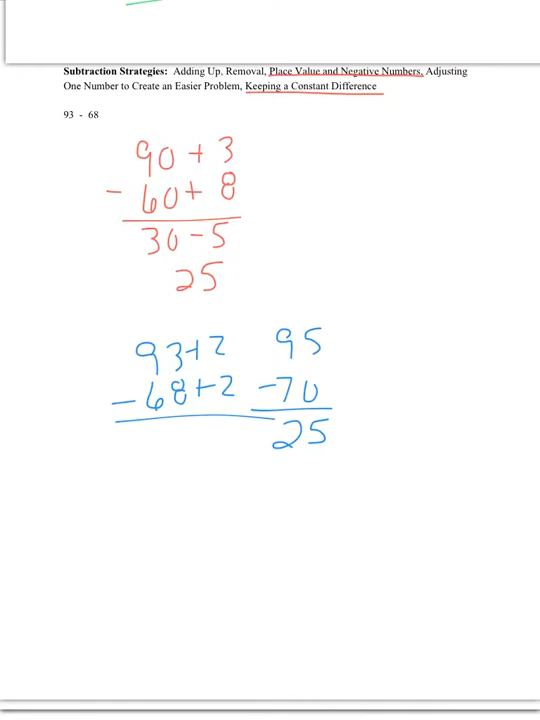 Subtraction Strategies: Adding Up, Removal, Place Value and Negative Numbers, Adjusting
One Number to Create an Easier Problem, Keeping a Constant Difference
93 - 68
90 + 3
- 60 + 8
30 - 5
25
93+2 95
-68+2 -70
25